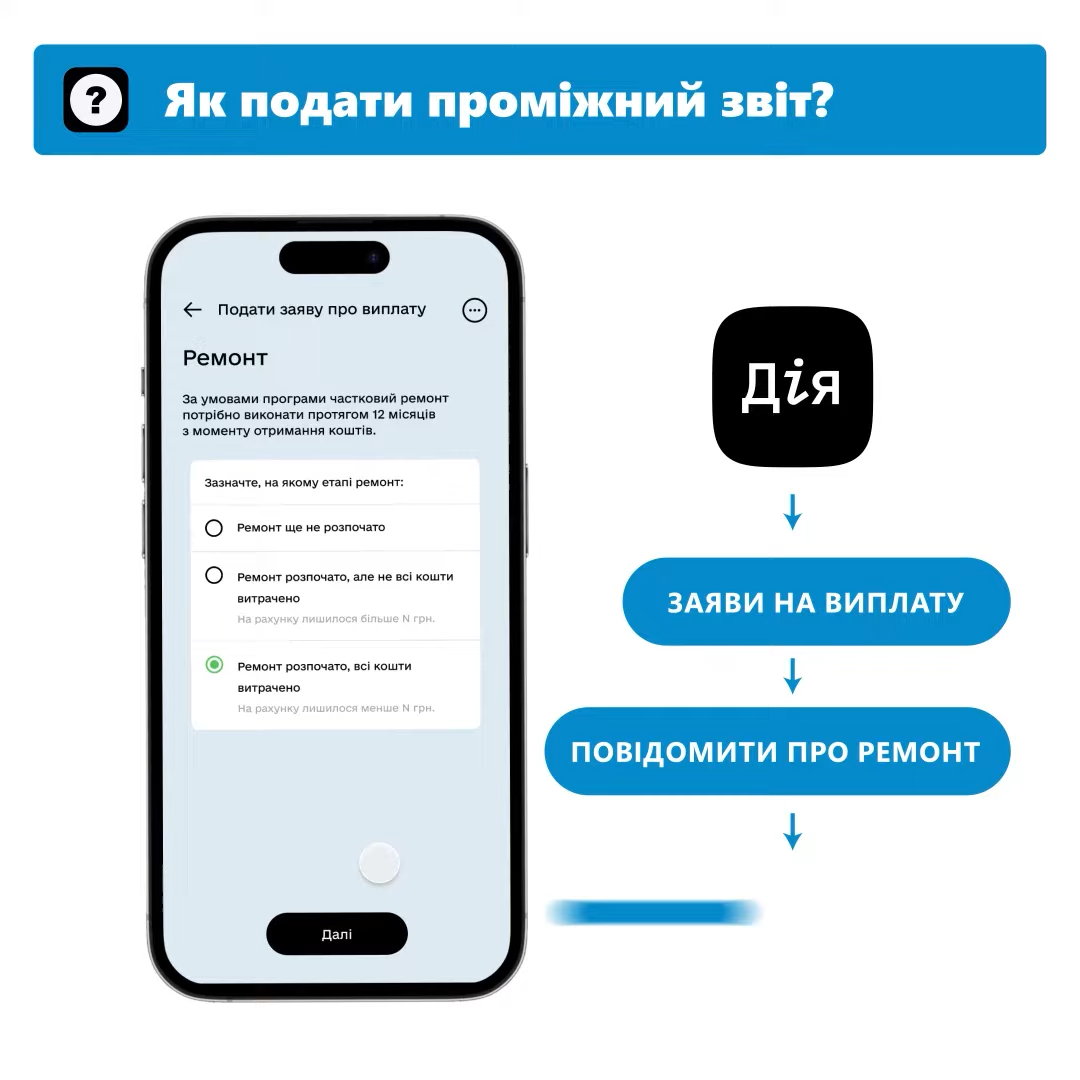 ?
Як подати проміжний звіт?
Подати заяву про виплату
Ремонт
За умовами програми частковий ремонт
потрібно виконати протягом 12 місяців
з моменту отримання коштів.
Зазначте, на якому етапі ремонт:
Ремонт ще не розпочато
Ремонт розпочато, але не всі кошти
витрачено
На рахунку лишилося більше N грн.
Ремонт розпочато, всі кошти
витрачено
На рахунку лишилося менше N грн.
Далі
Дія
ЗАЯВИ НА ВИПЛАТУ
ПОВІДОМИТИ ПРО РЕМОНТ